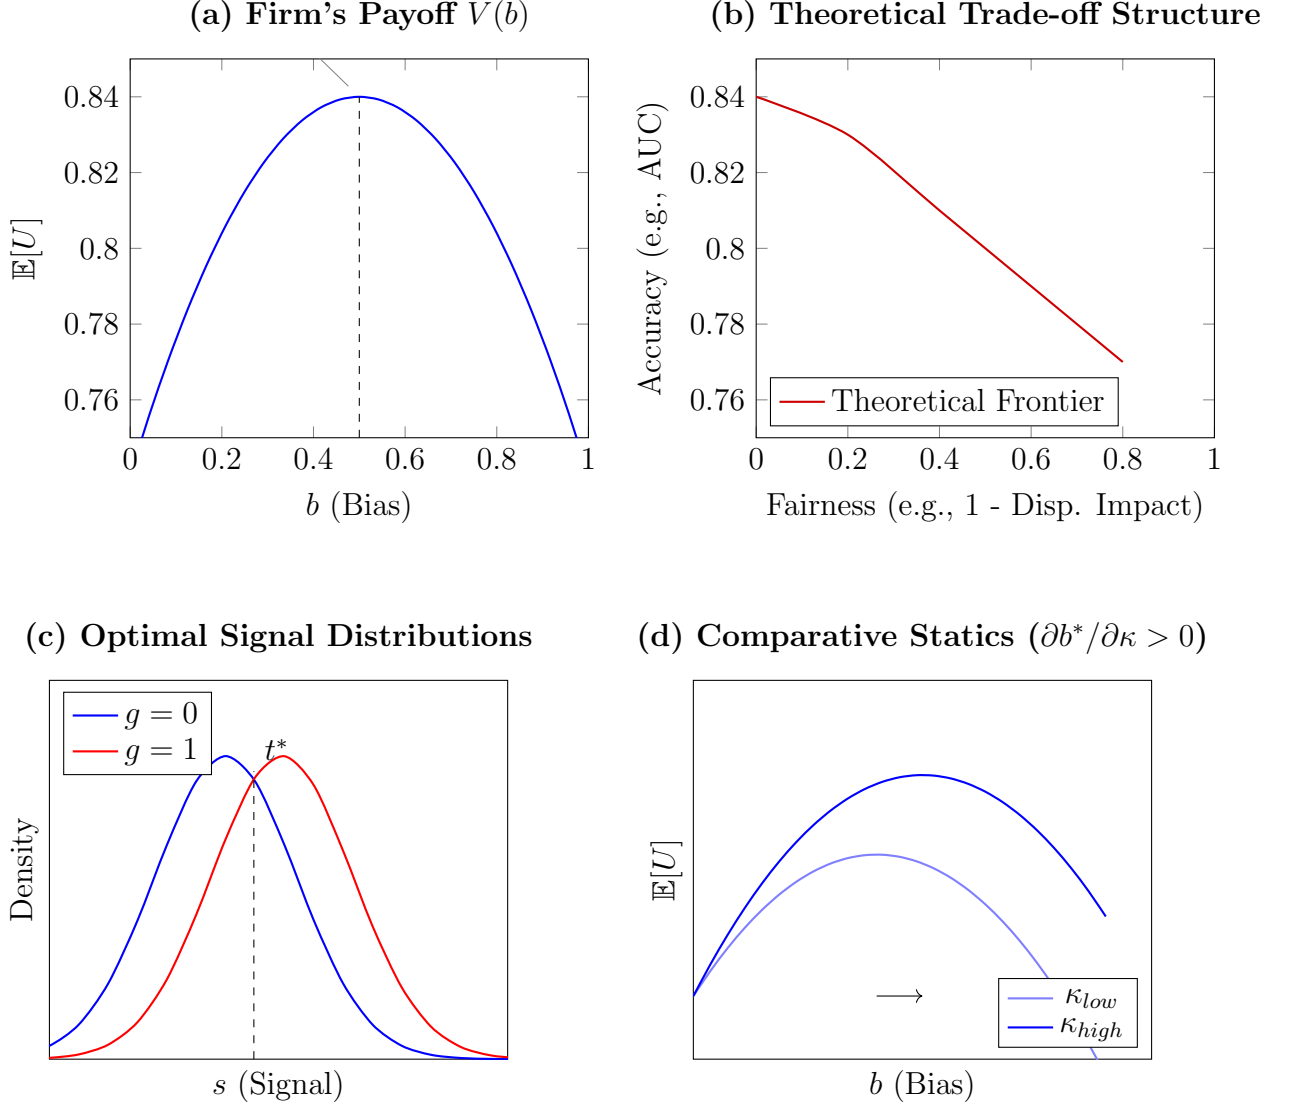 (a) Firm's Payoff V(b)
0.84
0.82
0.8
0.78
0.76
𝔼[U]
0 0.2 0.4 0.6 0.8 1
b (Bias)
(b) Theoretical Trade-off Structure
0.84
0.82
0.8
0.78
0.76
Accuracy (e.g., AUC)
Theoretical Frontier
0 0.2 0.4 0.6 0.8 1
Fairness (e.g., 1 - Disp. Impact)
(c) Optimal Signal Distributions
g = 0
g = 1
t*
Density
s (Signal)
(d) Comparative Statics (∂b*/∂κ > 0)
𝔼[U]
κ_low
κ_high
b (Bias)